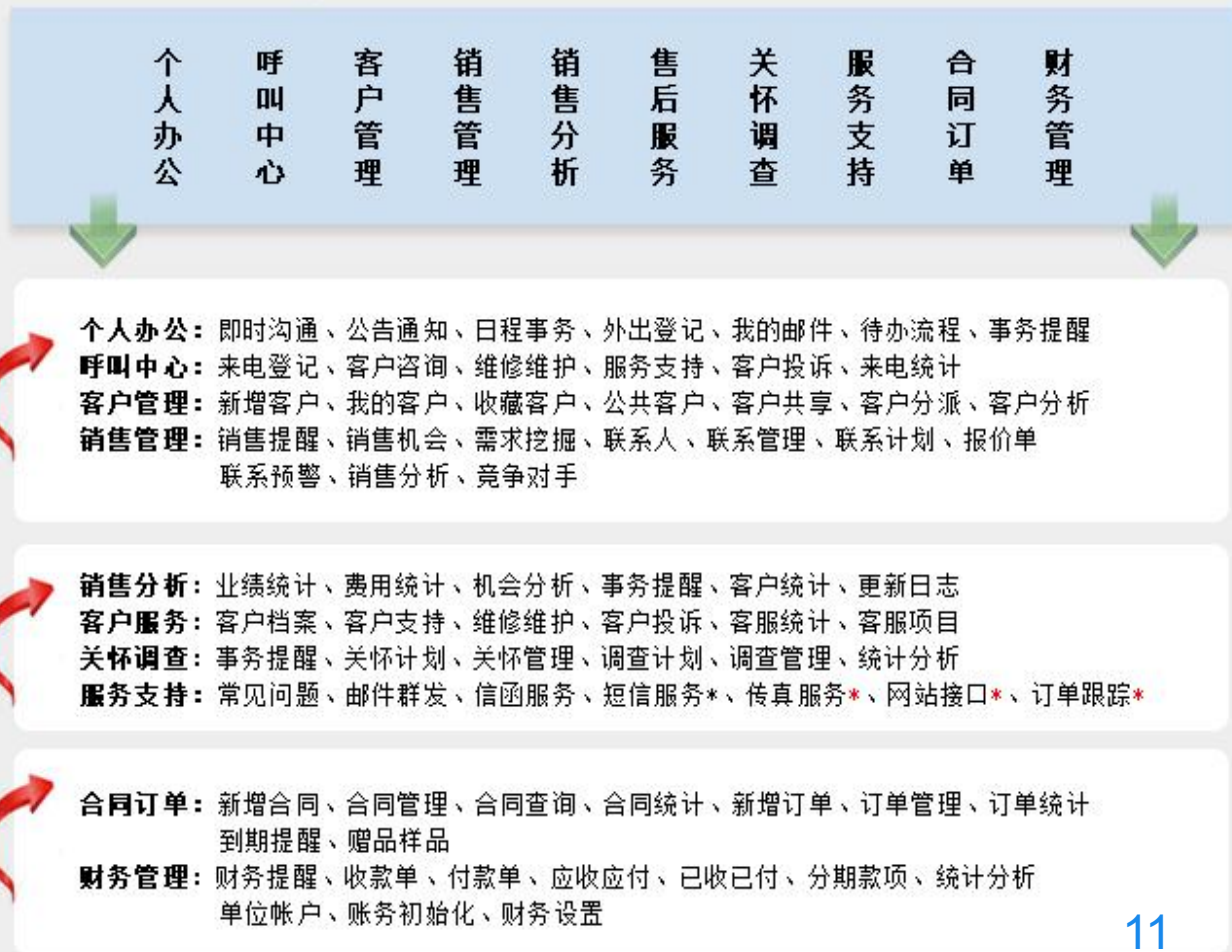 个人办公
呼叫中心
客户管理
销售管理
销售分析
售后服务
关怀调查
服务支持
合同订单
财务管理
个人办公：即时沟通、公告通知、日程事务、外出登记、我的邮件、待办流程、事务提醒
呼叫中心：来电登记、客户咨询、维修维护、服务支持、客户投诉、来电统计
客户管理：新增客户、我的客户、收藏客户、公共客户、客户共享、客户分派、客户分析
销售管理：销售提醒、销售机会、需求挖掘、联系人、联系管理、联系计划、报价单
联系预警、销售分析、竞争对手
销售分析：业绩统计、费用统计、机会分析、事务提醒、客户统计、更新日志
客户服务：客户档案、客户支持、维修维护、客户投诉、客服统计、客服项目
关怀调查：事务提醒、关怀计划、关怀管理、调查计划、调查管理、统计分析
服务支持：常见问题、邮件群发、信函服务、短信服务*、传真服务*、网站接口*、订单跟踪*
合同订单：新增合同、合同管理、合同查询、合同统计、新增订单、订单管理、订单统计
到期提醒、赠品样品
财务管理：财务提醒、收款单、付款单、应收应付、已收已付、分期款项、统计分析
单位帐户、账务初始化、财务设置
11